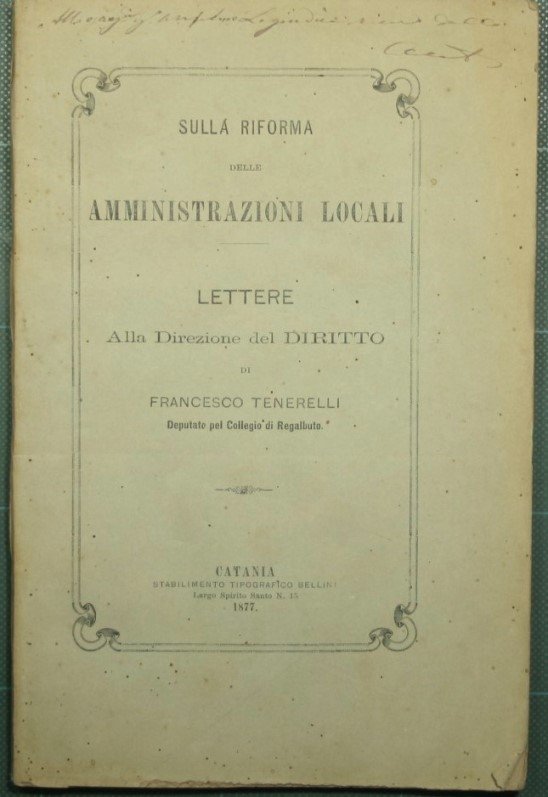 SULLA RIFORMA
DELLE
AMMINISTRAZIONI LOCALI
LETTERE
Alla Direzione del DIRITTO
DI
FRANCESCO TENERELLI
Deputato pel Collegio di Regalbuto.
CATANIA
STABILIMENTO TIPOGRAFICO BELLINI
Largo Spirito Santo N. 15
1877.